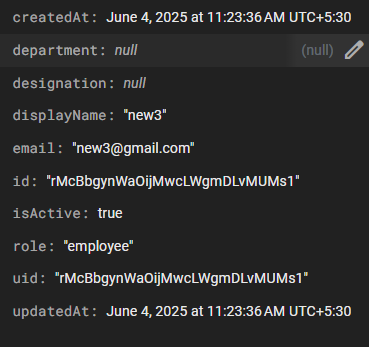 createdAt: June 4, 2025 at 11:23:36 AM UTC+5:30
department: null (null)
designation: null
displayName: "new3"
email: "new3@gmail.com"
id: "rMcBbgynWaOijMwcLWgmDLvMUMs1"
isActive: true
role: "employee"
uid: "rMcBbgynWaOijMwcLWgmDLvMUMs1"
updatedAt: June 4, 2025 at 11:23:36 AM UTC+5:30